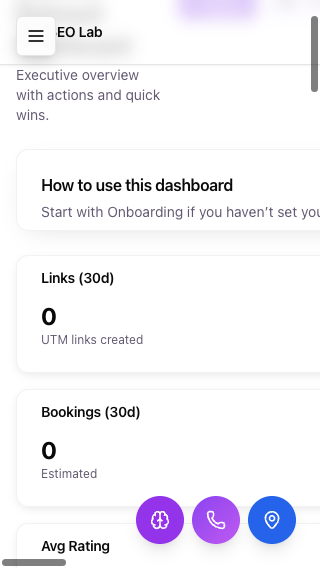 EO Lab
Executive overview
with actions and quick
wins.
How to use this dashboard
Start with Onboarding if you haven't set you
Links (30d)
0
UTM links created
Bookings (30d)
0
Estimated
Avg Rating